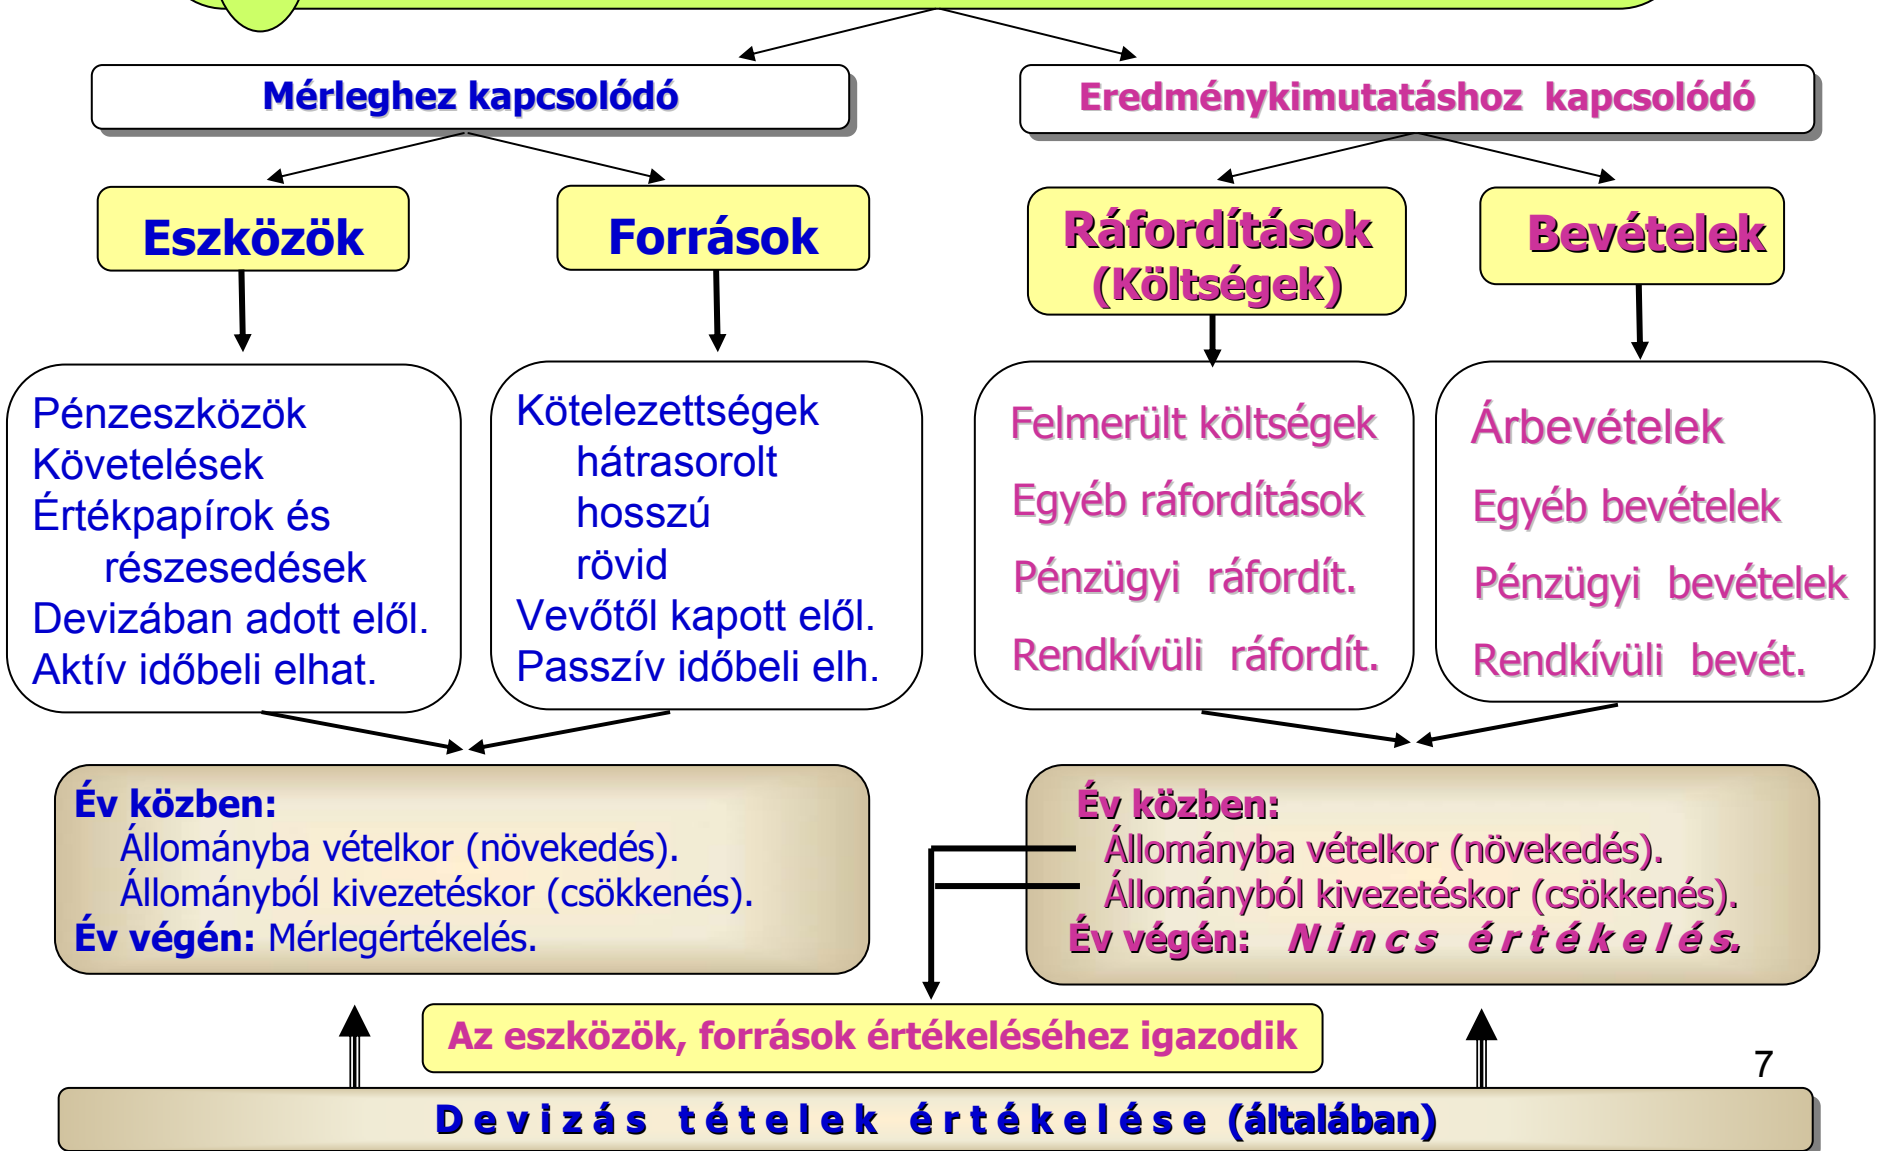 Mérleghez kapcsolódó
Eredménykimutatáshoz kapcsolódó
Eszközök
Források
Ráfordítások
(Költségek)
Bevételek
Pénzeszközök
Követelések
Értékpapírok és
részesedések
Devizában adott elől.
Aktív időbeli elhat.
Kötelezettségek
hátrasorolt
hosszú
rövid
Vevőtől kapott elől.
Passzív időbeli elh.
Felmerült költségek
Egyéb ráfordítások
Pénzügyi ráfordít.
Rendkívüli ráfordít.
Árbevételek
Egyéb bevételek
Pénzügyi bevételek
Rendkívüli bevét.
Év közben:
Állományba vételkor (növekedés).
Állományból kivezetéskor (csökkenés).
Év végén: Mérlegértékelés.
Év közben:
Állományba vételkor (növekedés).
Állományból kivezetéskor (csökkenés).
Év végén: Nincs értékelés.
Az eszközök, források értékeléséhez igazodik
7
Devizás tételek értékelése (általában)